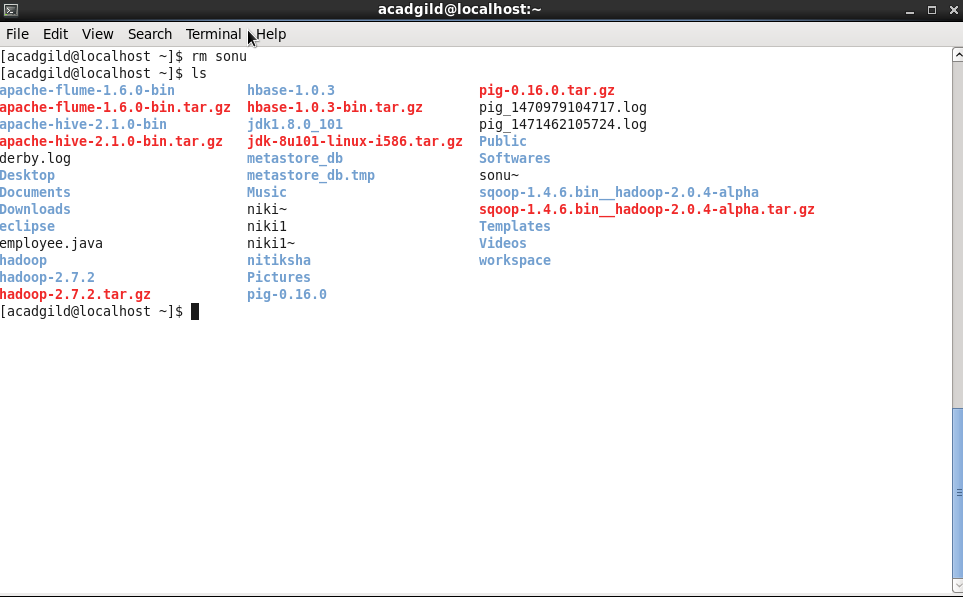 acadgild@localhost:~
File Edit View Search Terminal Help
[acadgild@localhost ~]$ rm sonu
[acadgild@localhost ~]$ ls
apache-flume-1.6.0-bin hbase-1.0.3 pig-0.16.0.tar.gz
apache-flume-1.6.0-bin.tar.gz hbase-1.0.3-bin.tar.gz pig_1470979104717.log
apache-hive-2.1.0-bin jdk1.8.0_101 pig_1471462105724.log
apache-hive-2.1.0-bin.tar.gz jdk-8u101-linux-i586.tar.gz Public
derby.log metastore_db Softwares
Desktop metastore_db.tmp sonu~
Documents Music sqoop-1.4.6.bin__hadoop-2.0.4-alpha
Downloads niki~ sqoop-1.4.6.bin__hadoop-2.0.4-alpha.tar.gz
eclipse niki1 Templates
employee.java niki1~ Videos
hadoop nitiksha workspace
hadoop-2.7.2 Pictures
hadoop-2.7.2.tar.gz pig-0.16.0
[acadgild@localhost ~]$